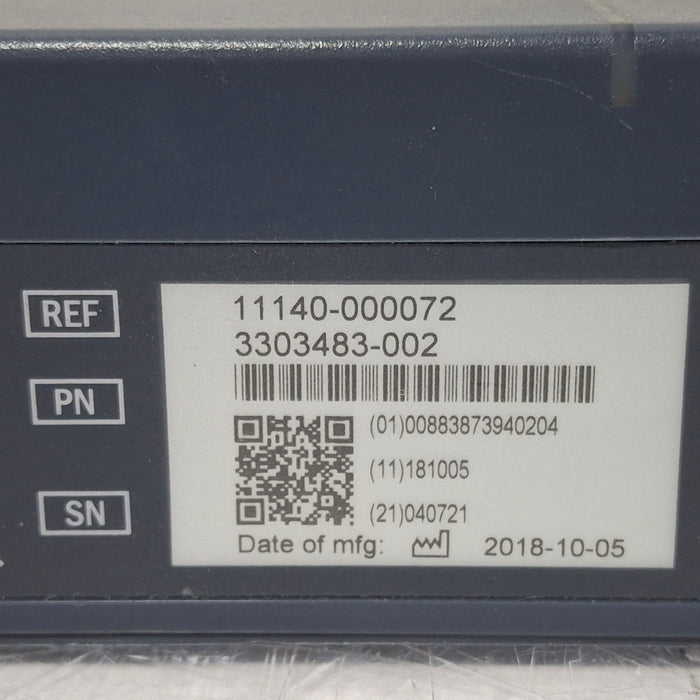 REF
11140-000072
PN
3303483-002
SN
(01)00883873940204
(11)181005
(21)040721
Date of mfg: 2018-10-05